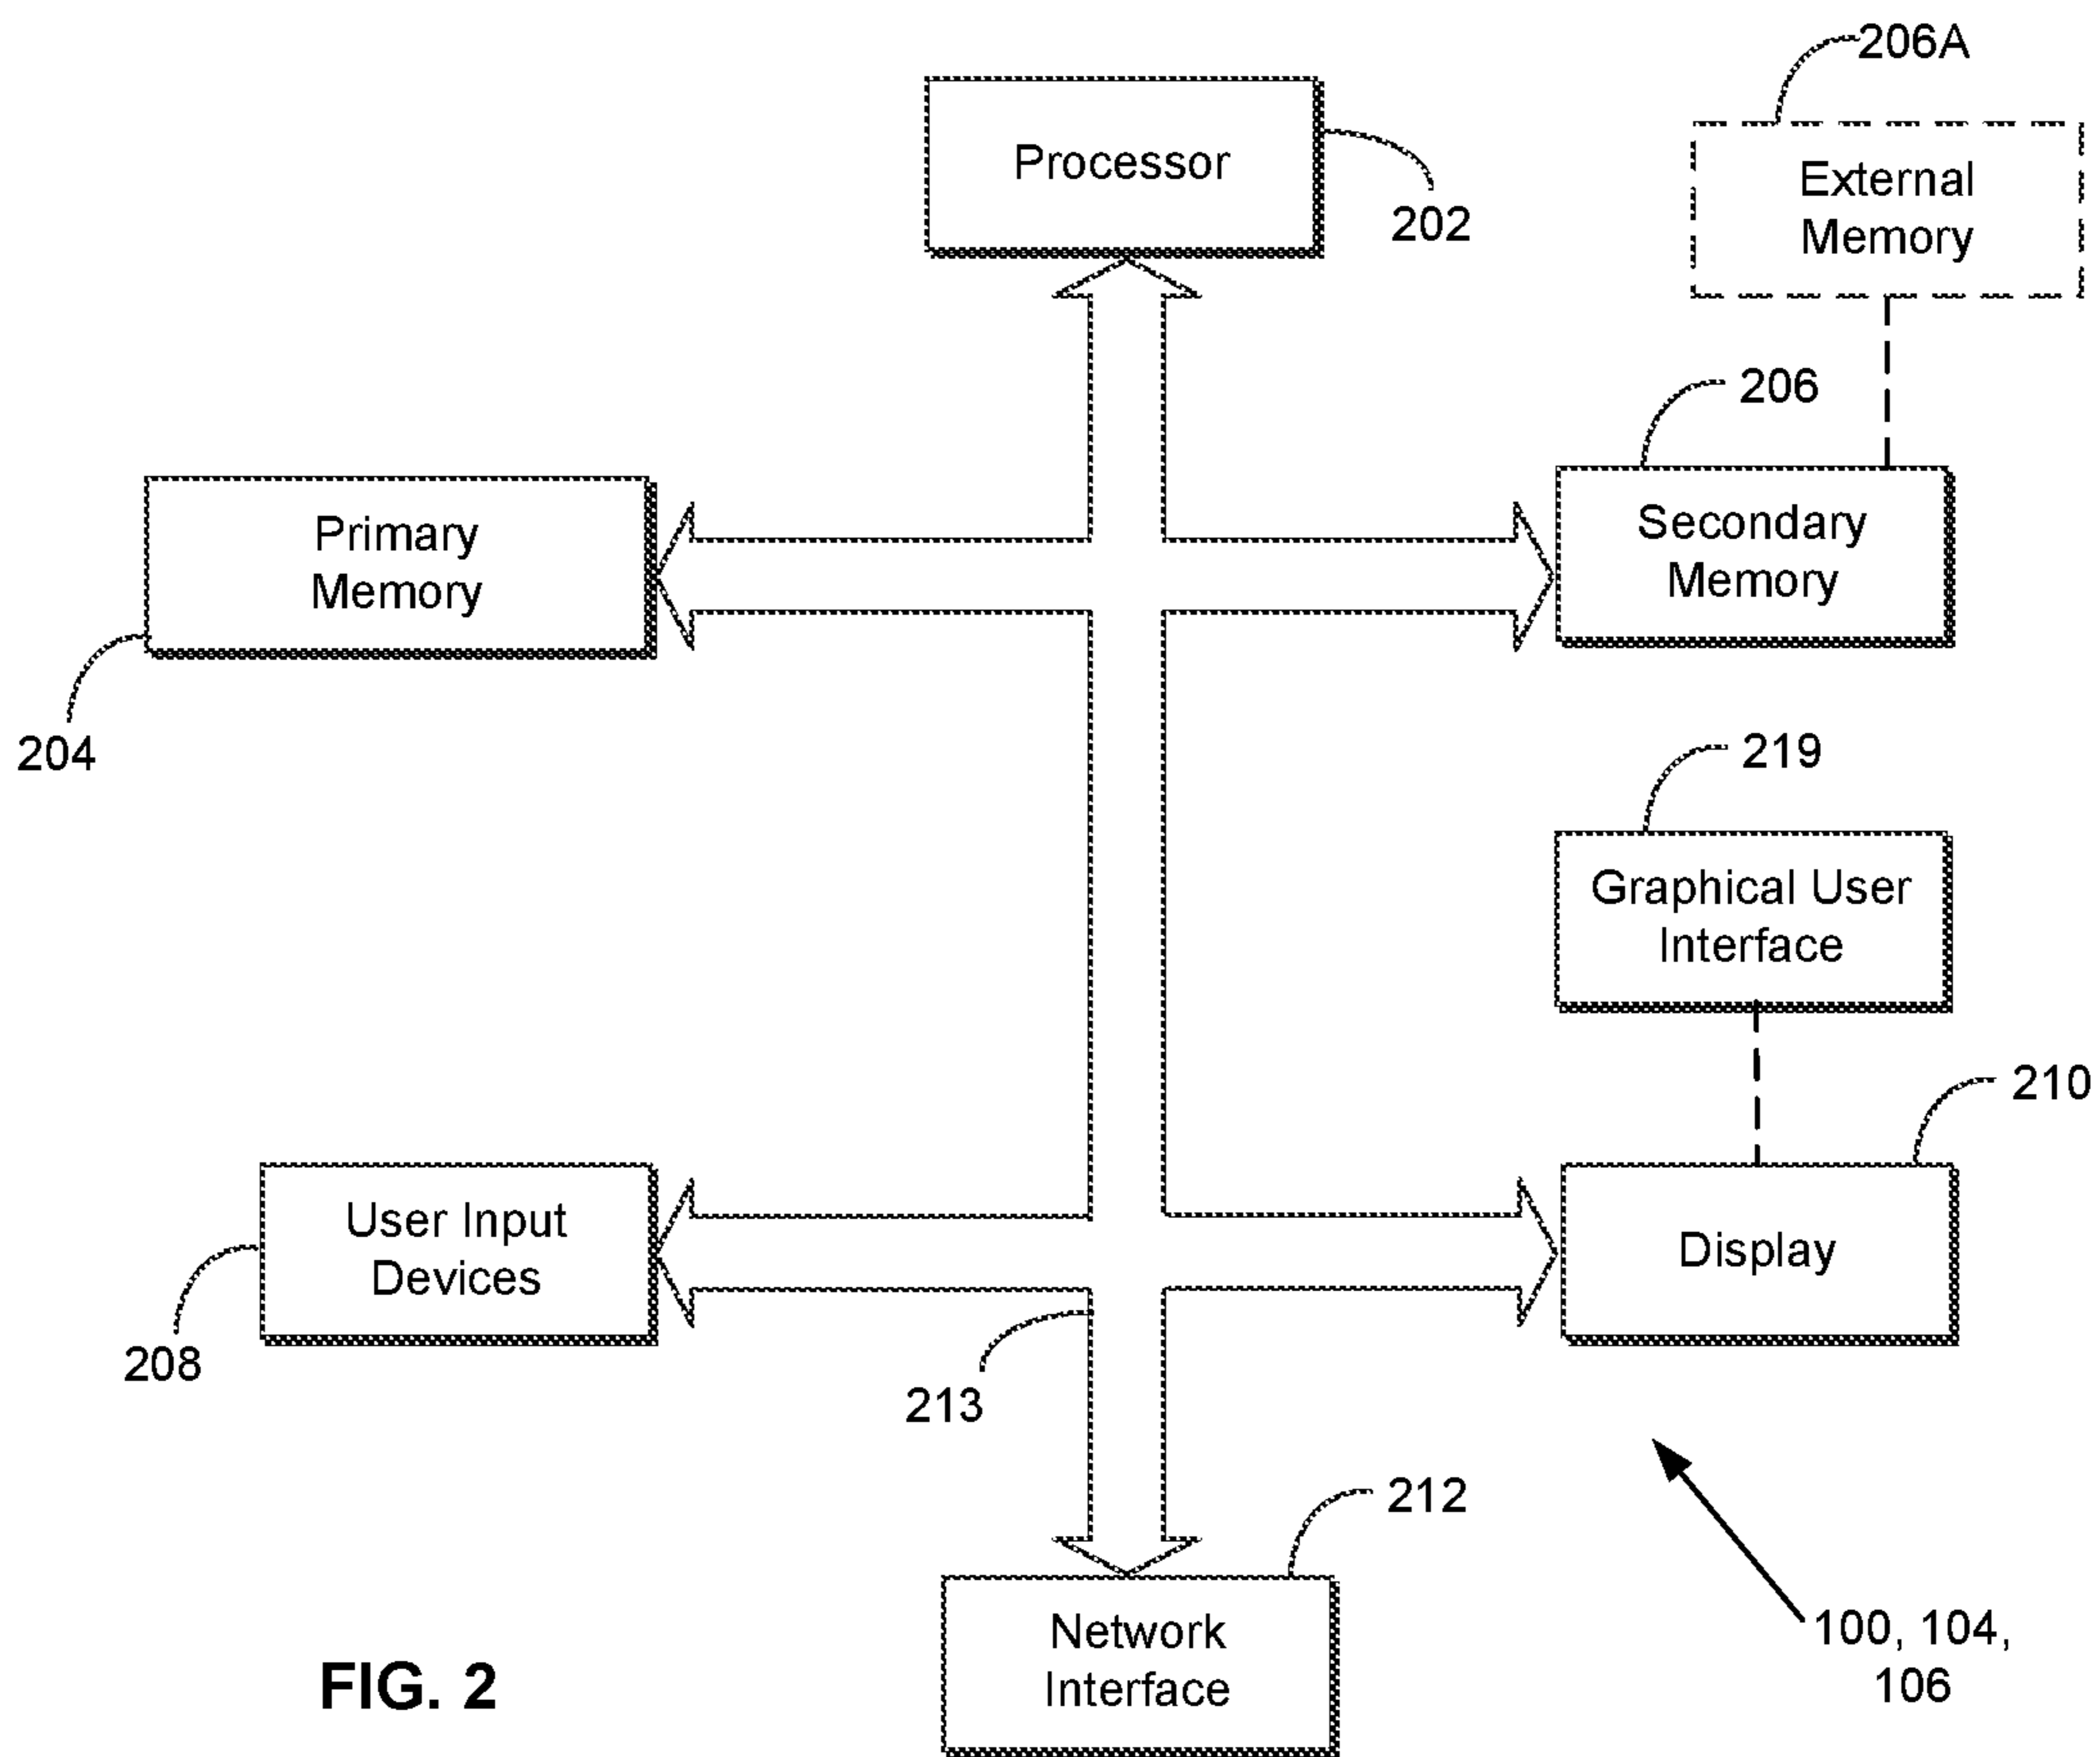 206A
Processor
External
Memory
202
206
Primary
Memory
Secondary
Memory
204
219
Graphical User
Interface
210
User Input
Devices
Display
208
213
212
Network
Interface
100, 104,
106
FIG. 2